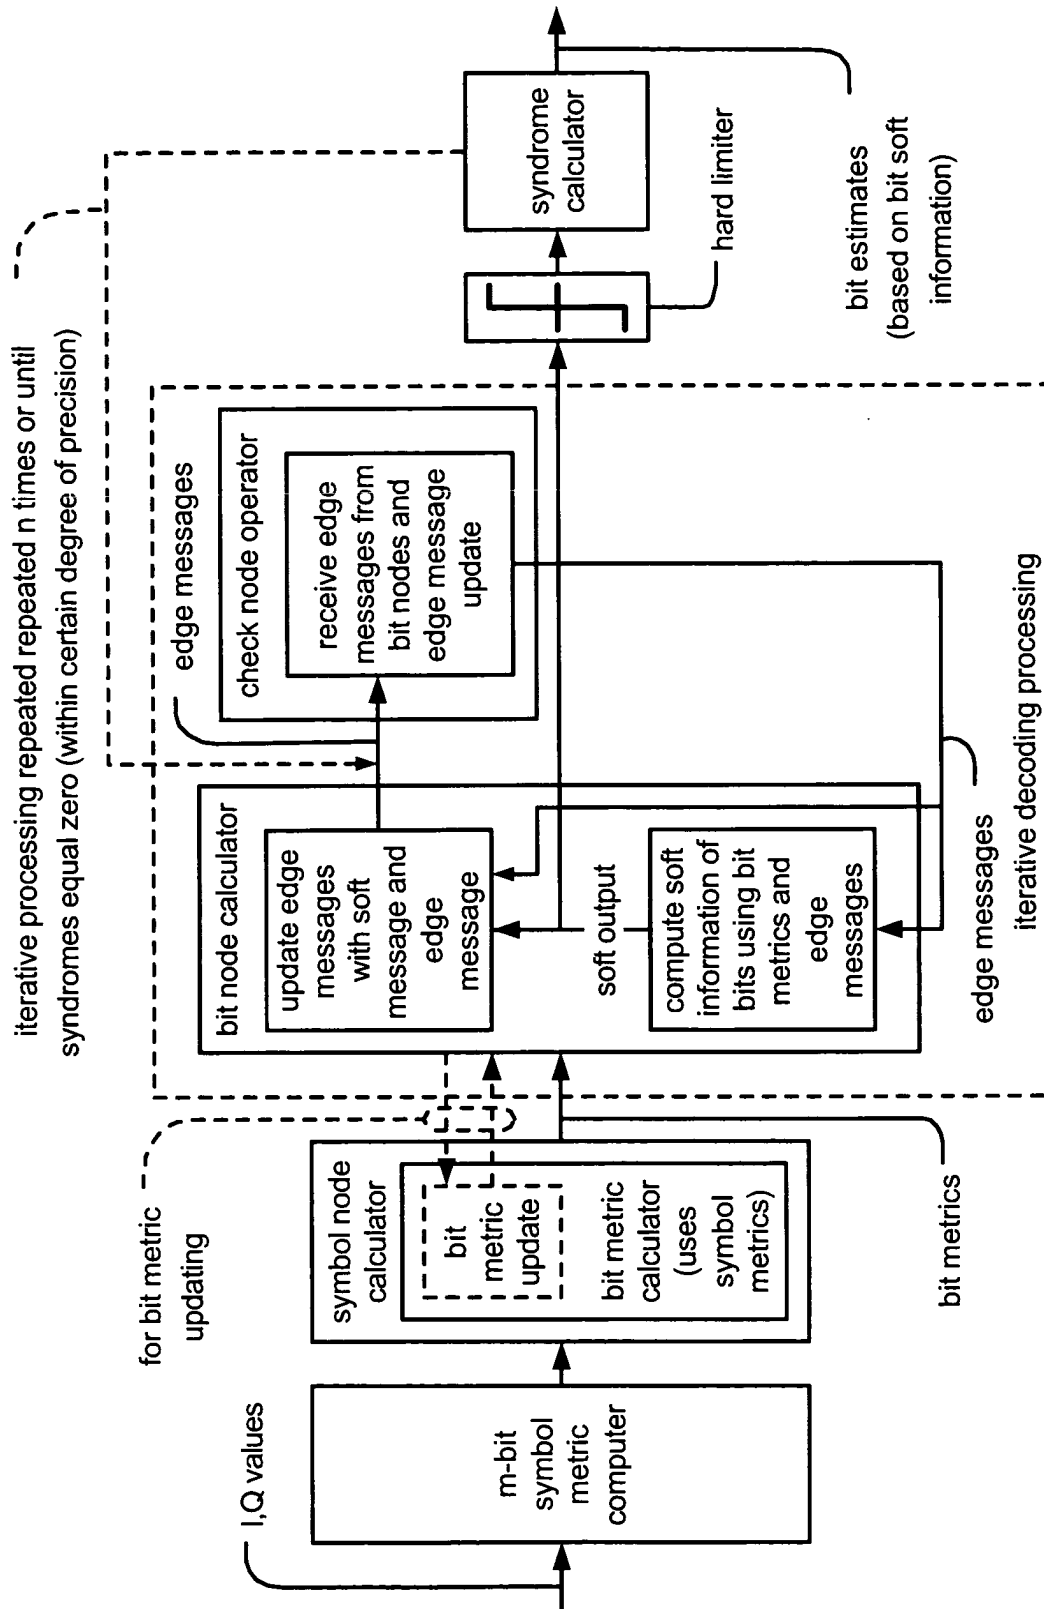 iterative processing repeated repeated n times or until
syndromes equal zero (within certain degree of precision)
for bit metric
updating
I,Q values
m-bit
symbol
metric
computer
symbol node
calculator
bit
metric
update
bit metric
calculator
(uses
symbol
metrics)
bit metrics
bit node calculator
update edge
messages
with soft
message and
edge
message
soft output
compute soft
information of
bits using bit
metrics and
edge
messages
edge messages
check node operator
receive edge
messages from
bit nodes and
edge message
update
edge messages
iterative decoding processing
hard limiter
syndrome
calculator
bit estimates
(based on bit soft
information)